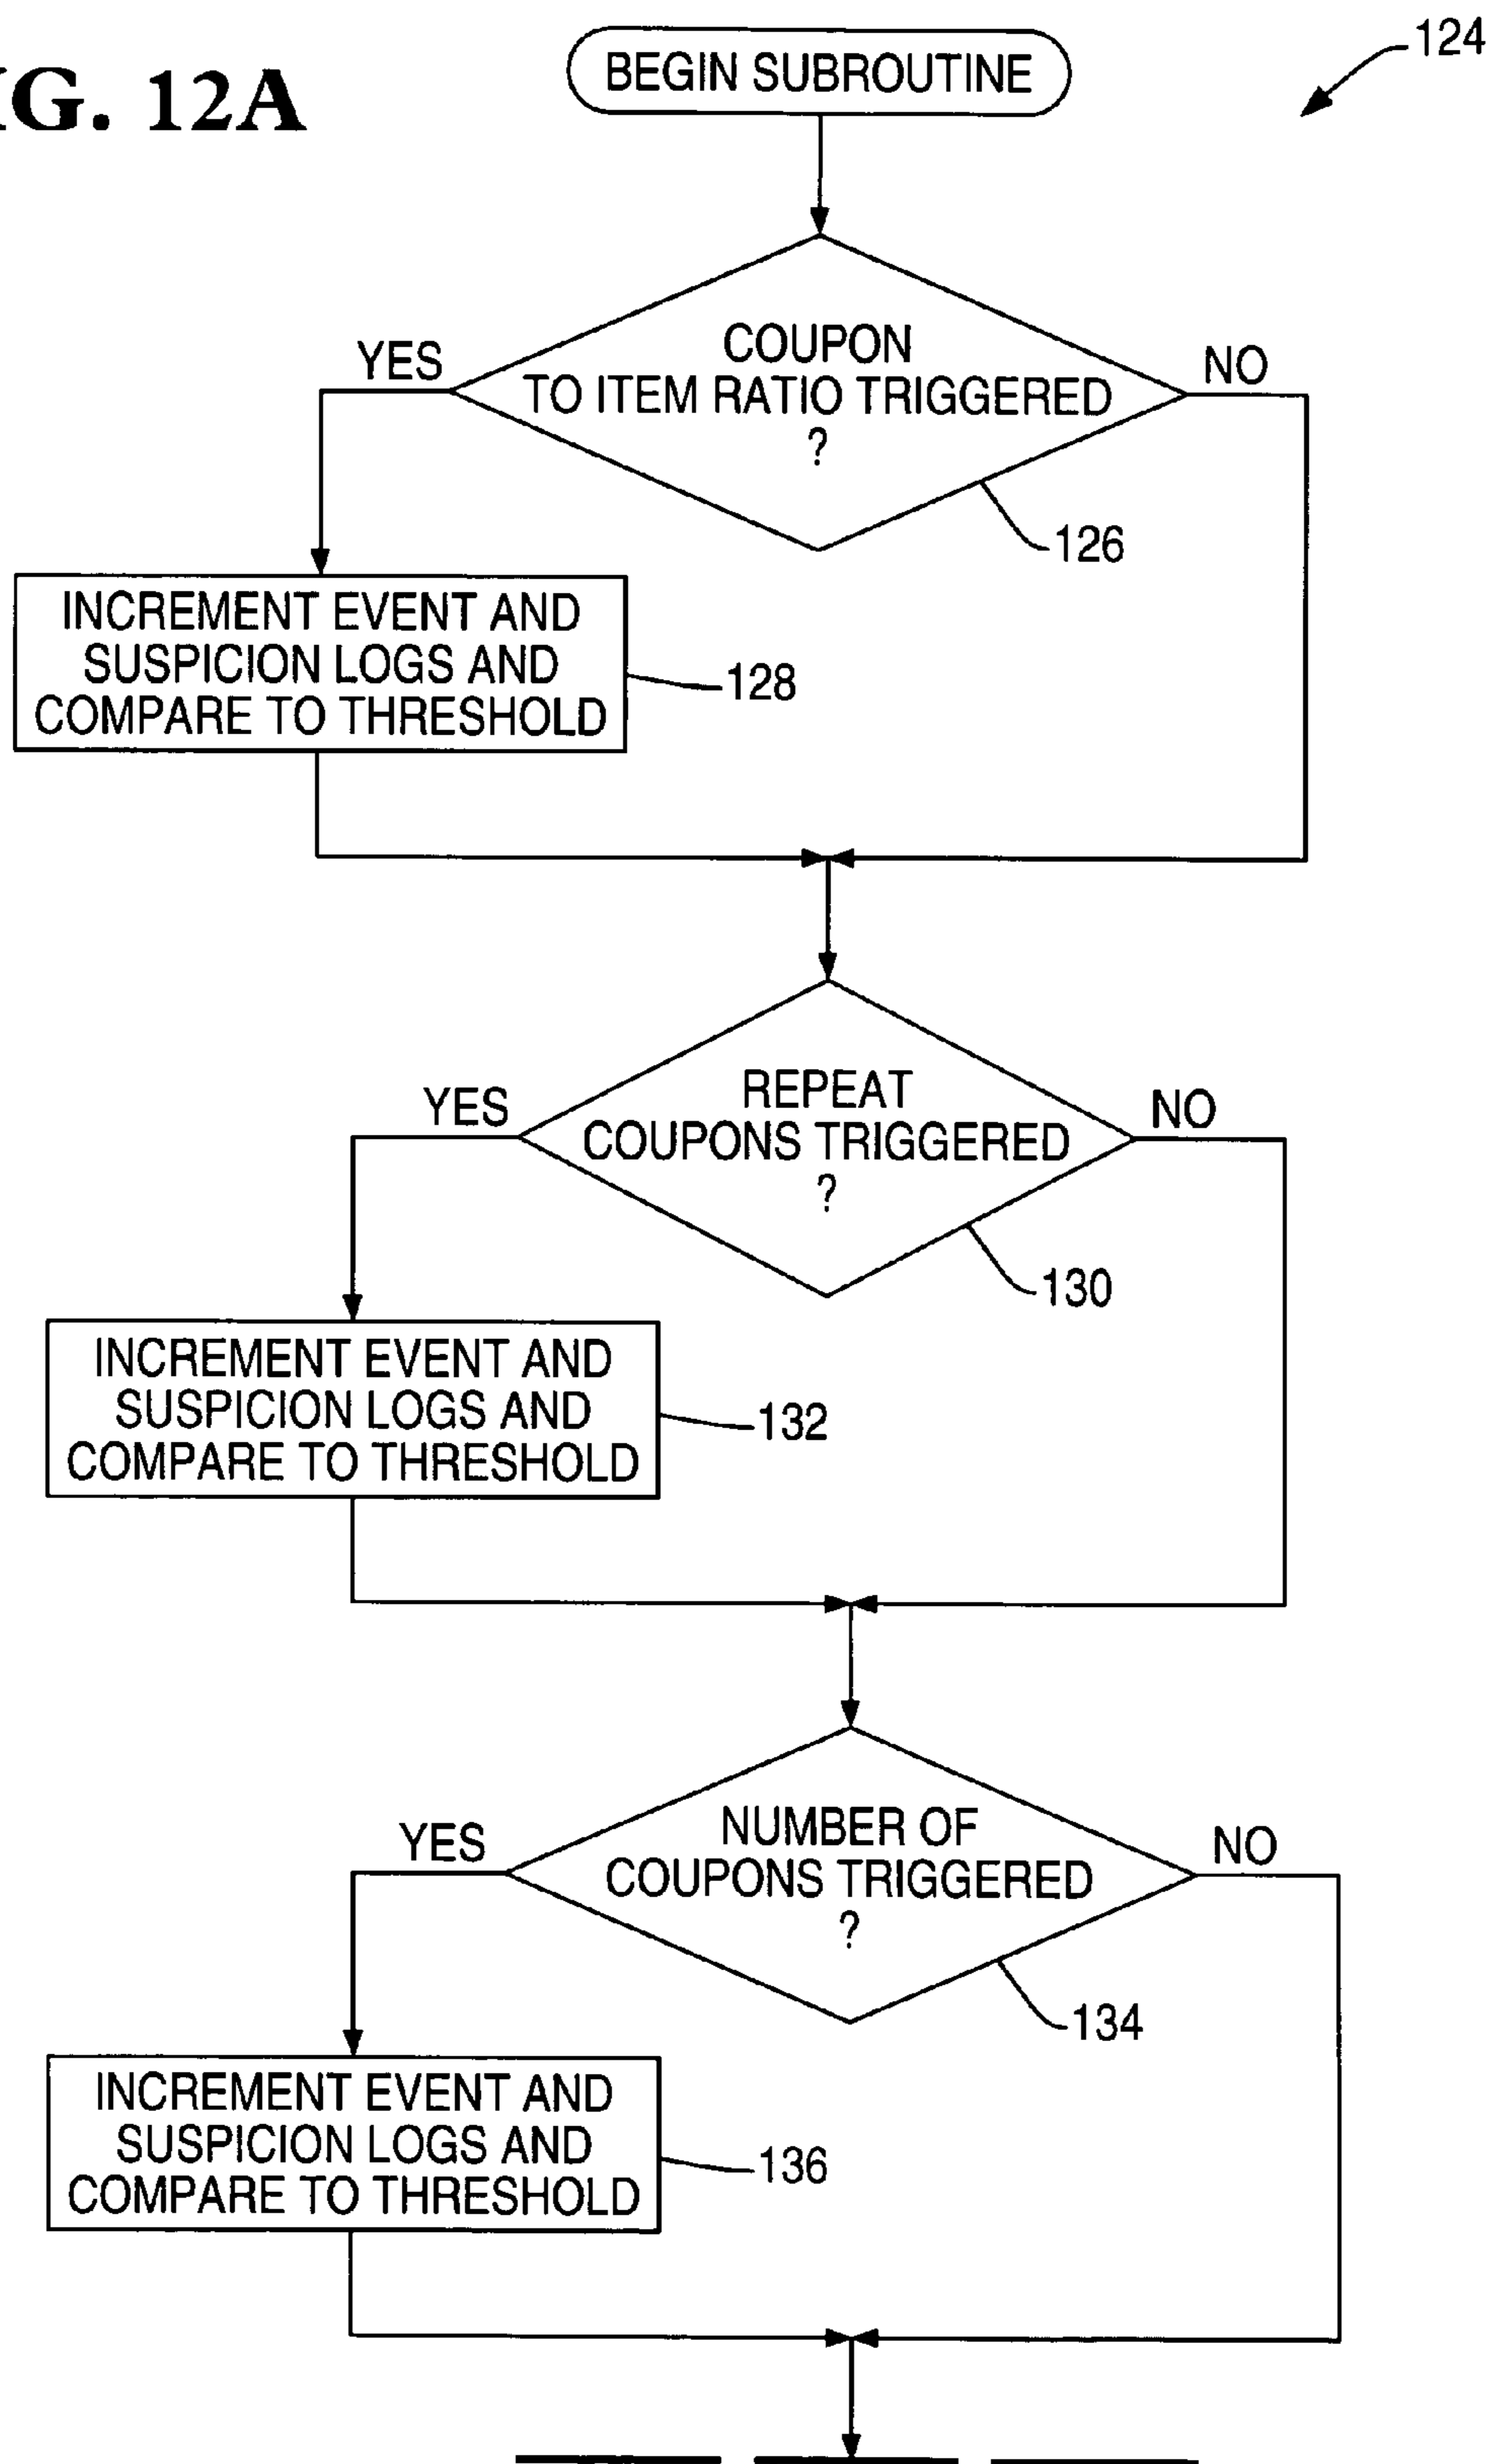 G. 12A
BEGIN SUBROUTINE
124
COUPON
TO ITEM RATIO TRIGGERED
?
YES
NO
126
INCREMENT EVENT AND
SUSPICION LOGS AND
COMPARE TO THRESHOLD
128
REPEAT
COUPONS TRIGGERED
?
YES
NO
130
INCREMENT EVENT AND
SUSPICION LOGS AND
COMPARE TO THRESHOLD
132
NUMBER OF
COUPONS TRIGGERED
?
YES
NO
134
INCREMENT EVENT AND
SUSPICION LOGS AND
COMPARE TO THRESHOLD
136